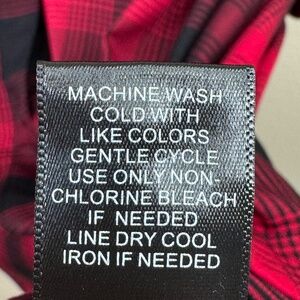 MACHINE WASH
COLD WITH
LIKE COLORS
GENTLE CYCLE
USE ONLY NON-
CHLORINE BLEACH
IF NEEDED
LINE DRY COOL
IRON IF NEEDED